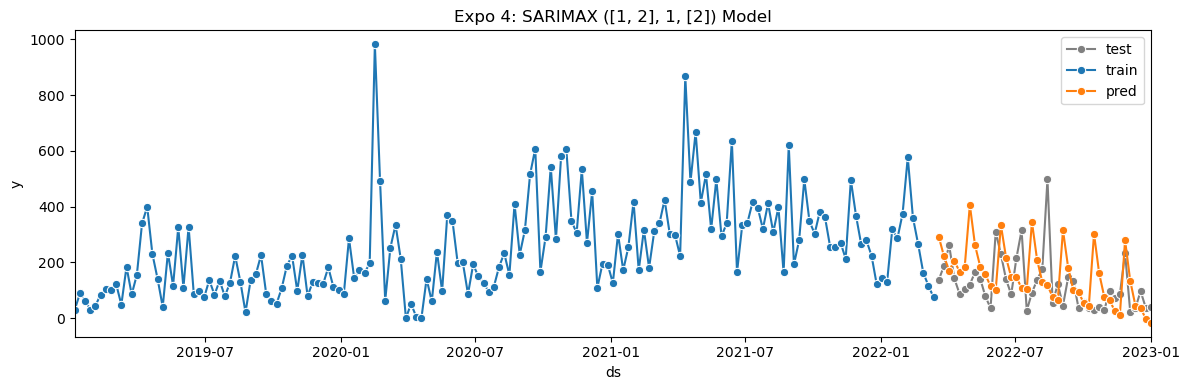 Expo 4: SARIMAX ([1, 2], 1, [2]) Model
test
train
pred
1000
800
600
400
200
0
y
2019-07 2020-01 2020-07 2021-01 2021-07 2022-01 2022-07 2023-01
ds